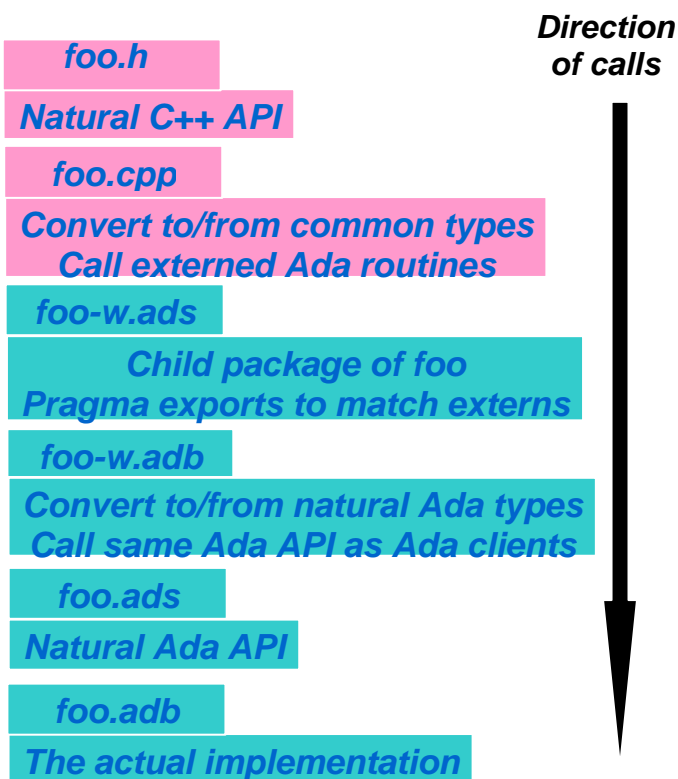 Direction
of calls
foo.h
Natural C++ API
foo.cpp
Convert to/from common types
Call externed Ada routines
foo-w.ads
Child package of foo
Pragma exports to match externs
foo-w.adb
Convert to/from natural Ada types
Call same Ada API as Ada clients
foo.ads
Natural Ada API
foo.adb
The actual implementation